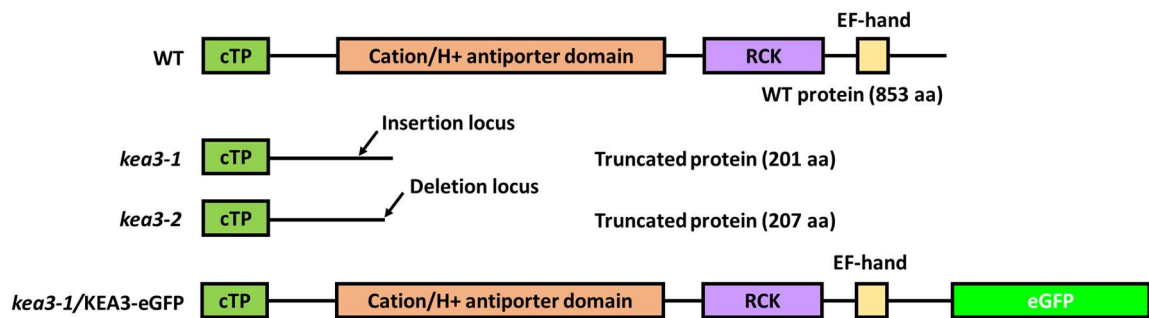 EF-hand
WT cTP Cation/H+ antiporter domain RCK
WT protein (853 aa)
Insertion locus
kea3-1 cTP Truncated protein (201 aa)
Deletion locus
kea3-2 cTP Truncated protein (207 aa)
EF-hand
kea3-1/KEA3-eGFP cTP Cation/H+ antiporter domain RCK eGFP